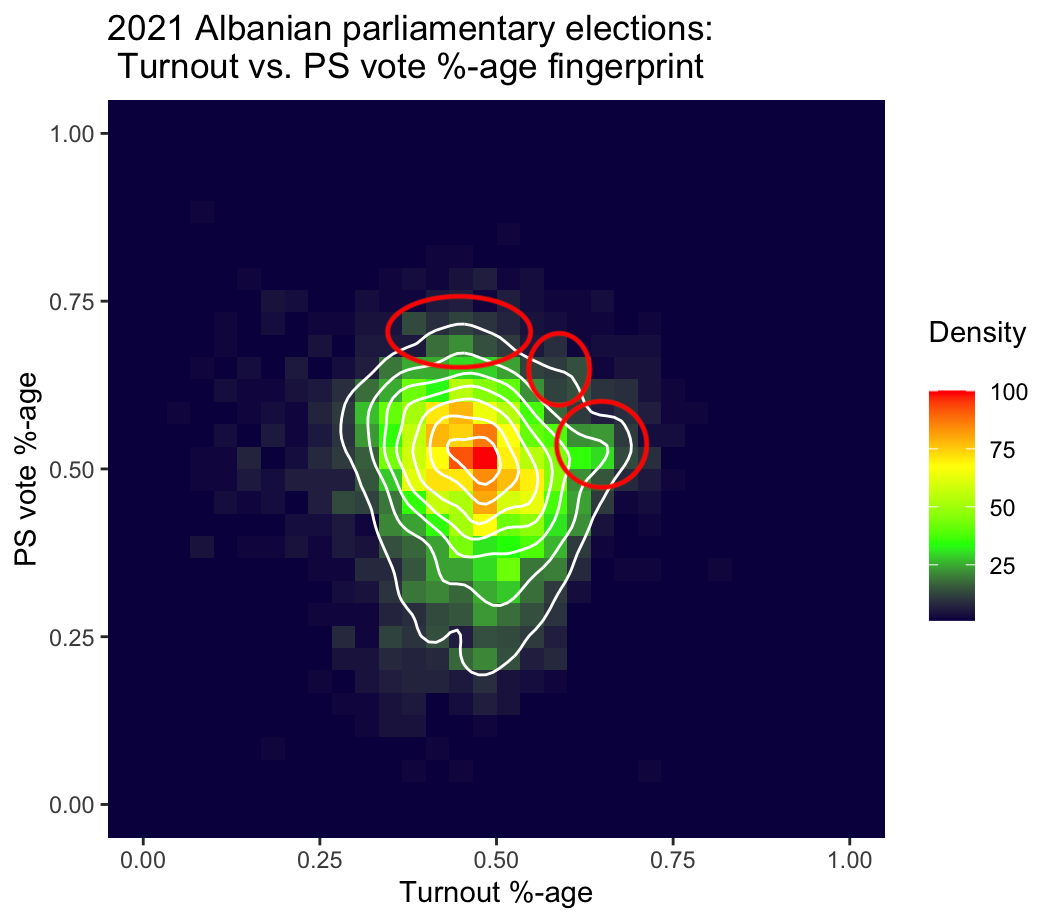 2021 Albanian parliamentary elections:
Turnout vs. PS vote %-age fingerprint
1.00
0.75
0.50
0.25
0.00
PS vote %-age
0.00 0.25 0.50 0.75 1.00
Turnout %-age
Density
100
75
50
25